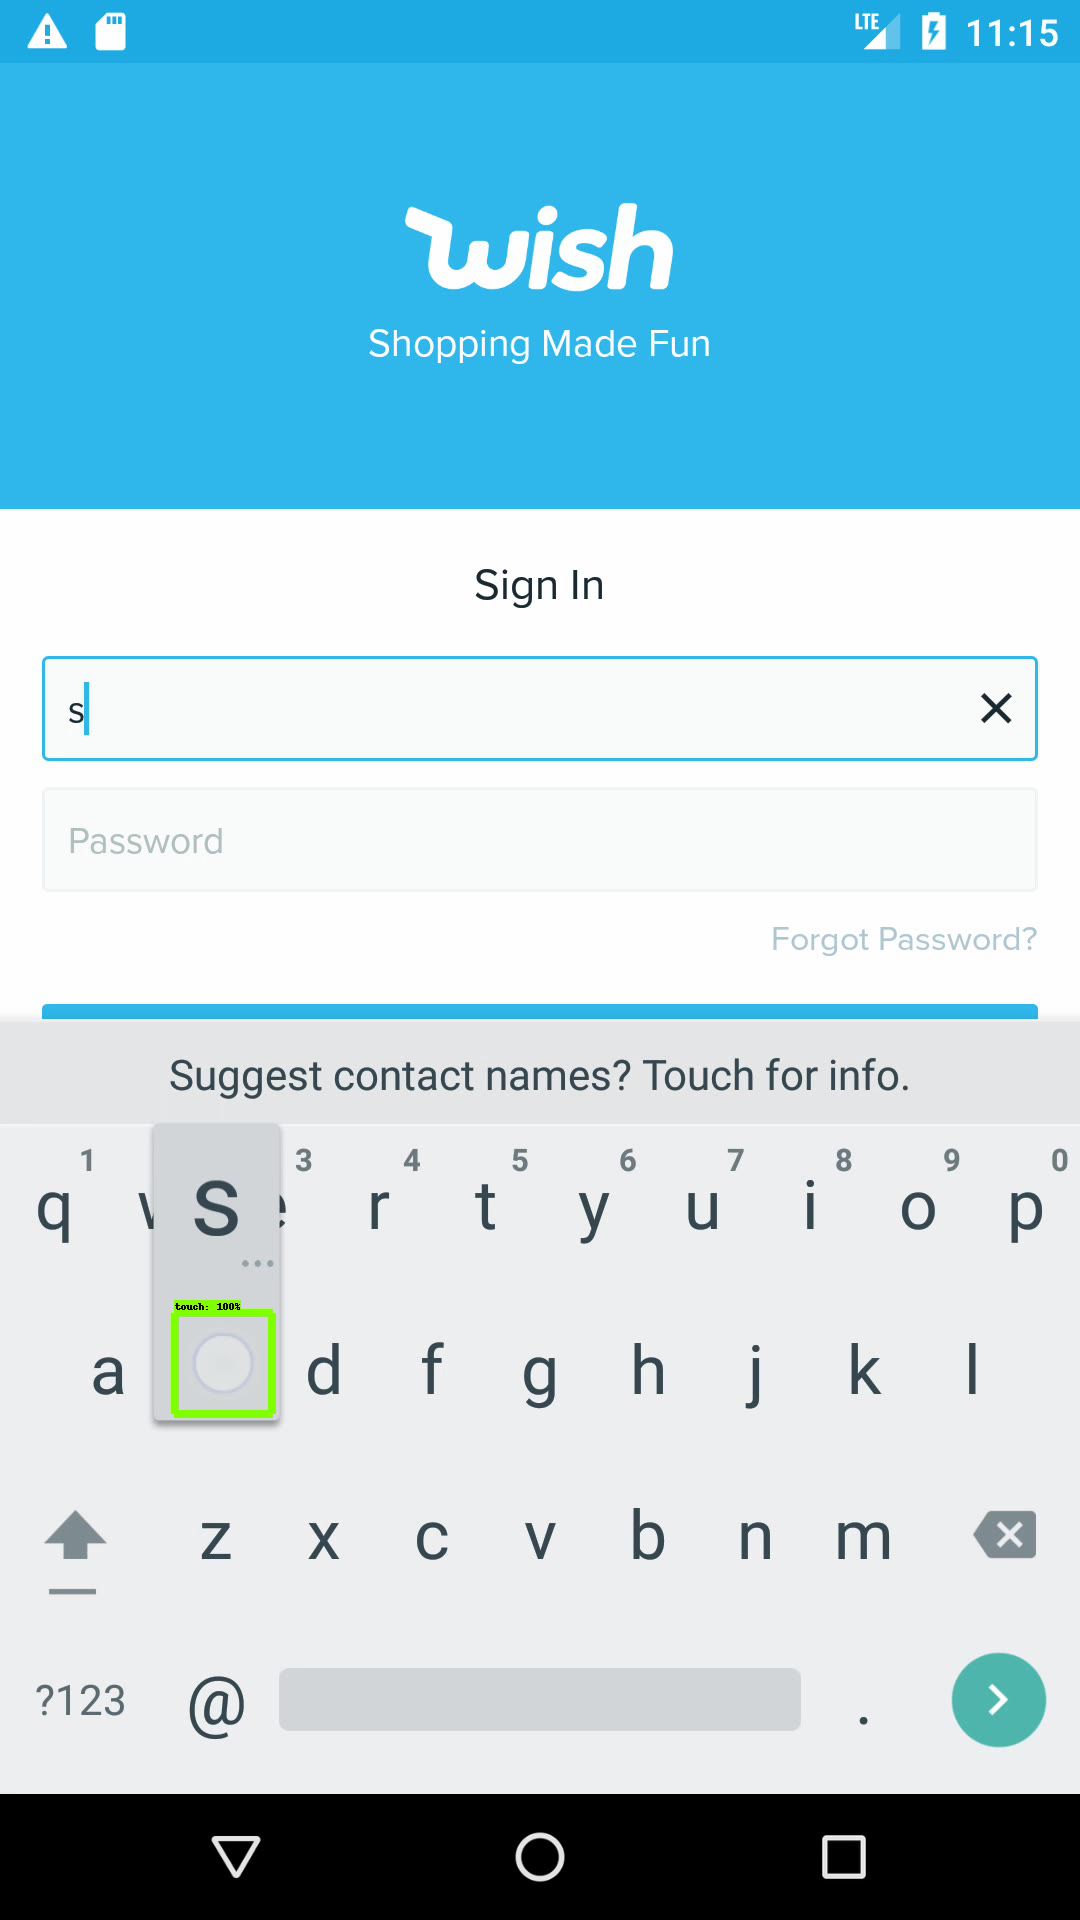 LTE 11:15
wish
Shopping Made Fun
Sign In
s
Password
Forgot Password?
Suggest contact names? Touch for info.
1 3 4 5 6 7 8 9 0
q e r t y u i o p
S
...
touch: 100%
a d f g h j k l
z x c v b n m
?123 @ .